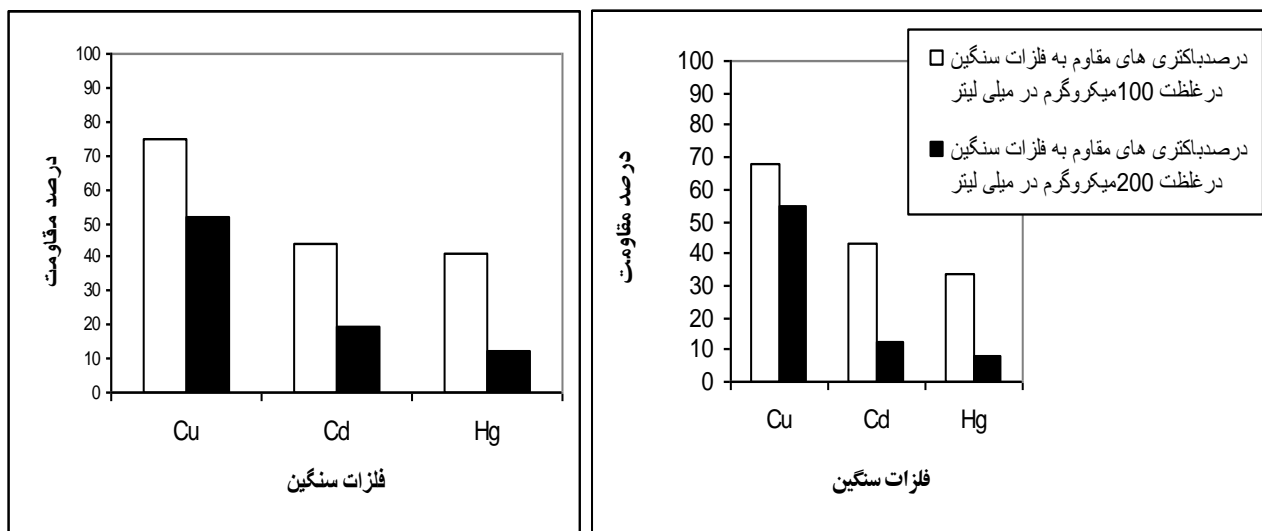 درصد مقاومت
100
90
80
70
60
50
40
30
20
10
0
Cu Cd Hg
فلزات سنگین
درصد مقاومت
100
90
80
70
60
50
40
30
20
10
0
Cu Cd Hg
فلزات سنگین
درصدباکتری های مقاوم به فلزات سنگین
درغلظت 100میکروگرم در میلی لیتر
درصدباکتری های مقاوم به فلزات سنگین
درغلظت 200میکروگرم در میلی لیتر